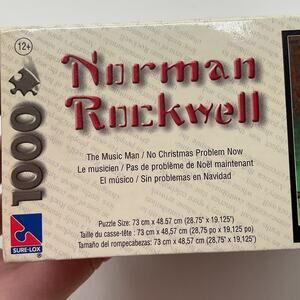 12+
Norman
Rockwell
1000
The Music Man / No Christmas Problem Now
Le musicien / Pas de problème de Noël maintenant
El músico / Sin problemas en Navidad
Puzzle Size: 73 cm x 48,57 cm (28.75" x 19.125")
Taille du casse-tête : 73 cm x 48,57 cm (28,75 po x 19,125 po)
Tamaño del rompecabezas: 73 cm x 48,57 cm (28,75" x 19,125")
SURE-LOX